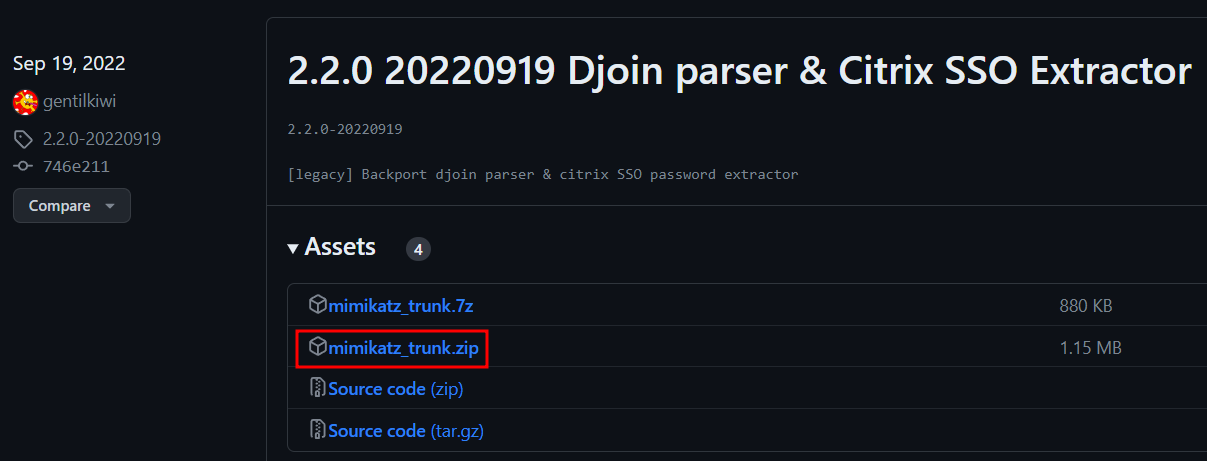 Sep 19, 2022
gentilkiwi
2.2.0-20220919
746e211
Compare
2.2.0 20220919 Djoin parser & Citrix SSO Extractor
2.2.0-20220919
[legacy] Backport djoin parser & citrix SSO password extractor
Assets 4
mimikatz_trunk.7z 880 KB
mimikatz_trunk.zip 1.15 MB
Source code (zip)
Source code (tar.gz)